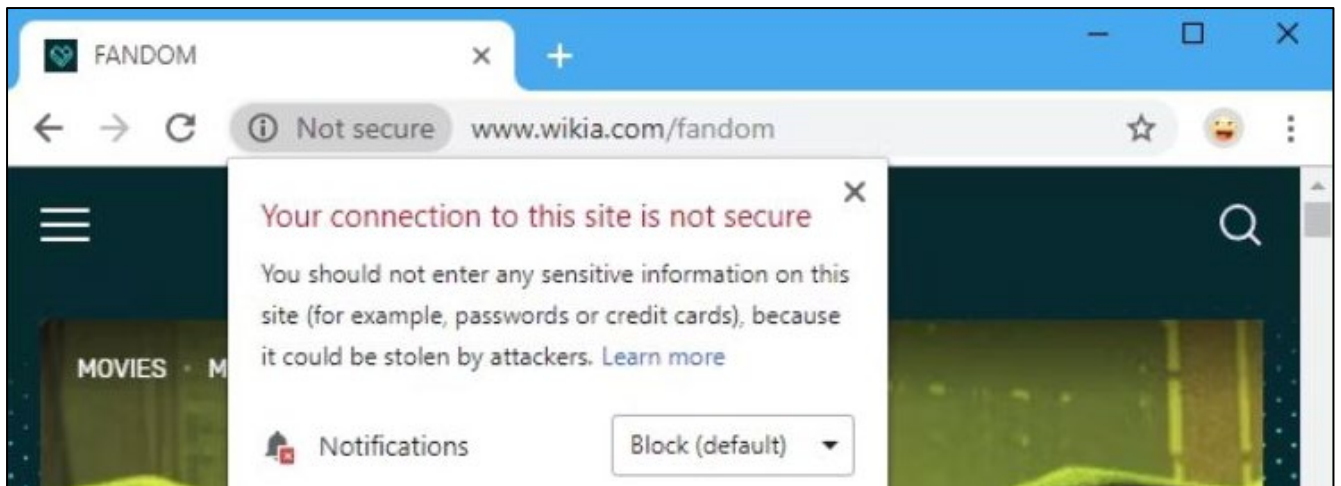 FANDOM
Not secure
www.wikia.com/fandom
Your connection to this site is not secure
You should not enter any sensitive information on this
site (for example, passwords or credit cards), because
it could be stolen by attackers. Learn more
MOVIES · M
Notifications
Block (default)